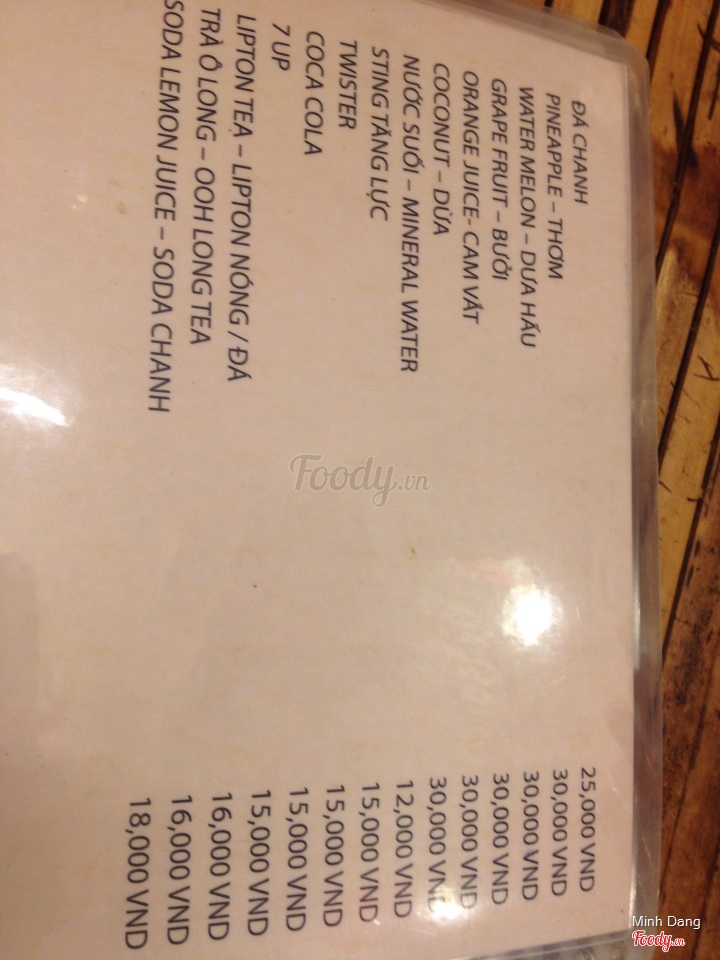 ĐÁ CHANH 25,000 VND
PINEAPPLE – THƠM 30,000 VND
WATER MELON – DƯA HẤU 30,000 VND
GRAPE FRUIT – BƯỞI 30,000 VND
ORANGE JUICE- CAM VẮT 30,000 VND
COCONUT – DỪA 30,000 VND
NƯỚC SUỐI – MINERAL WATER 12,000 VND
STING TĂNG LỰC 15,000 VND
TWISTER 15,000 VND
COCA COLA 15,000 VND
7 UP 15,000 VND
LIPTON TEẠ – LIPTON NÓNG / ĐÁ 16,000 VND
TRÀ Ô LONG – OOH LONG TEA 16,000 VND
SODA LEMON JUICE – SODA CHANH 18,000 VND
Foody.vn
Minh Dang
Foody.vn